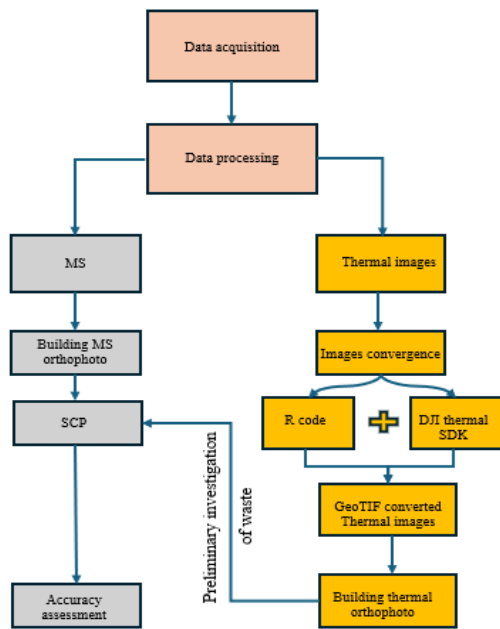 Data acquisition
Data processing
MS
Thermal images
Building MS
orthophoto
Images convergence
SCP
R code
DJI thermal
SDK
Preliminary investigation
of waste
GeoTIF converted
Thermal images
Accuracy
assessment
Building thermal
orthophoto